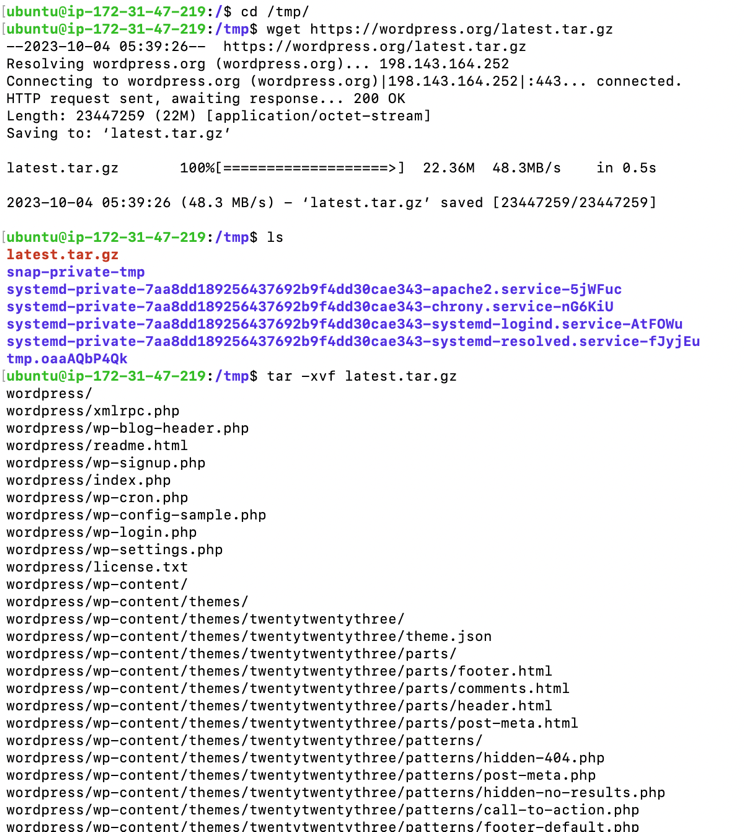 [ubuntu@ip-172-31-47-219:/$ cd /tmp/
[ubuntu@ip-172-31-47-219:/tmp$ wget https://wordpress.org/latest.tar.gz
--2023-10-04 05:39:26--  https://wordpress.org/latest.tar.gz
Resolving wordpress.org (wordpress.org)... 198.143.164.252
Connecting to wordpress.org (wordpress.org)|198.143.164.252|:443... connected.
HTTP request sent, awaiting response... 200 OK
Length: 23447259 (22M) [application/octet-stream]
Saving to: ‘latest.tar.gz’
latest.tar.gz       100%[===================>]  22.36M  48.3MB/s    in 0.5s
2023-10-04 05:39:26 (48.3 MB/s) - ‘latest.tar.gz’ saved [23447259/23447259]
[ubuntu@ip-172-31-47-219:/tmp$ ls
latest.tar.gz
snap-private-tmp
systemd-private-7aa8dd189256437692b9f4dd30cae343-apache2.service-5jWFuc
systemd-private-7aa8dd189256437692b9f4dd30cae343-chrony.service-nG6KiU
systemd-private-7aa8dd189256437692b9f4dd30cae343-systemd-logind.service-AtFOWu
systemd-private-7aa8dd189256437692b9f4dd30cae343-systemd-resolved.service-fJyjEu
tmp.oaaAQbP4Qk
[ubuntu@ip-172-31-47-219:/tmp$ tar -xvf latest.tar.gz
wordpress/
wordpress/xmlrpc.php
wordpress/wp-blog-header.php
wordpress/readme.html
wordpress/wp-signup.php
wordpress/index.php
wordpress/wp-cron.php
wordpress/wp-config-sample.php
wordpress/wp-login.php
wordpress/wp-settings.php
wordpress/license.txt
wordpress/wp-content/
wordpress/wp-content/themes/
wordpress/wp-content/themes/twentytwentythree/
wordpress/wp-content/themes/twentytwentythree/theme.json
wordpress/wp-content/themes/twentytwentythree/parts/
wordpress/wp-content/themes/twentytwentythree/parts/footer.html
wordpress/wp-content/themes/twentytwentythree/parts/comments.html
wordpress/wp-content/themes/twentytwentythree/parts/header.html
wordpress/wp-content/themes/twentytwentythree/parts/post-meta.html
wordpress/wp-content/themes/twentytwentythree/patterns/
wordpress/wp-content/themes/twentytwentythree/patterns/hidden-404.php
wordpress/wp-content/themes/twentytwentythree/patterns/post-meta.php
wordpress/wp-content/themes/twentytwentythree/patterns/hidden-no-results.php
wordpress/wp-content/themes/twentytwentythree/patterns/call-to-action.php
wordpress/wp-content/themes/twentytwentythree/patterns/footer-default.php